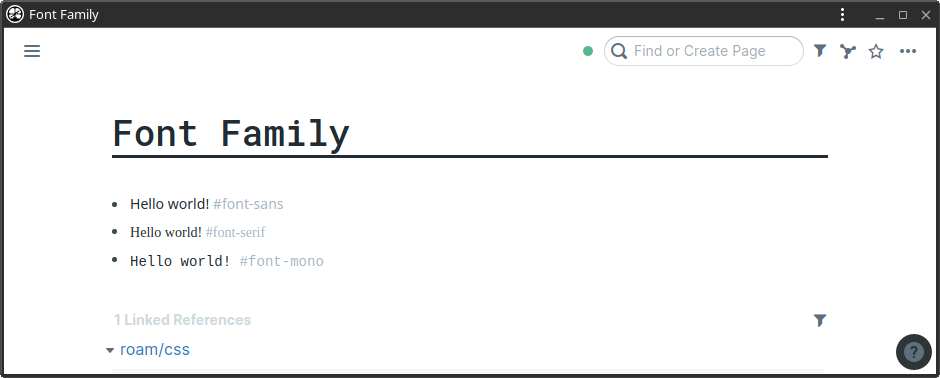 Font Family
Find or Create Page
Font Family
Hello world! #font-sans
Hello world! #font-serif
Hello world! #font-mono
1 Linked References
roam/css
?